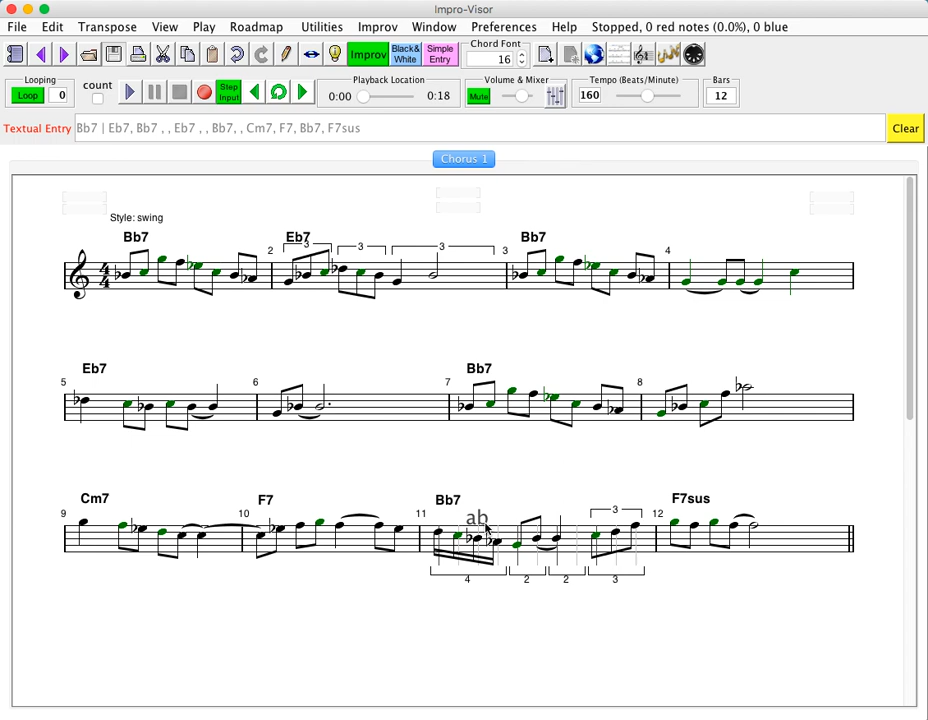 Impro-Visor
File Edit Transpose View Play Roadmap Utilities Improv Window Preferences Help Stopped, 0 red notes (0.0%), 0 blue
Improv Black & White Simple Entry Chord Font 16
Looping Loop 0 count Step Input Playback Location 0:00 0:18 Volume & Mixer Mute Tempo (Beats/Minute) 160 Bars 12
Textual Entry Bb7 | Eb7, Bb7 , , Eb7 , , Bb7, , Cm7, F7, Bb7, F7sus Clear
Chorus 1
Style: swing
Bb7 Eb7 Bb7
2 3 3 3 3 4
4 4
Eb7 Bb7
5 6 7 8
Cm7 F7 Bb7 F7sus
9 10 11 ab 3 12
4 2 2 3